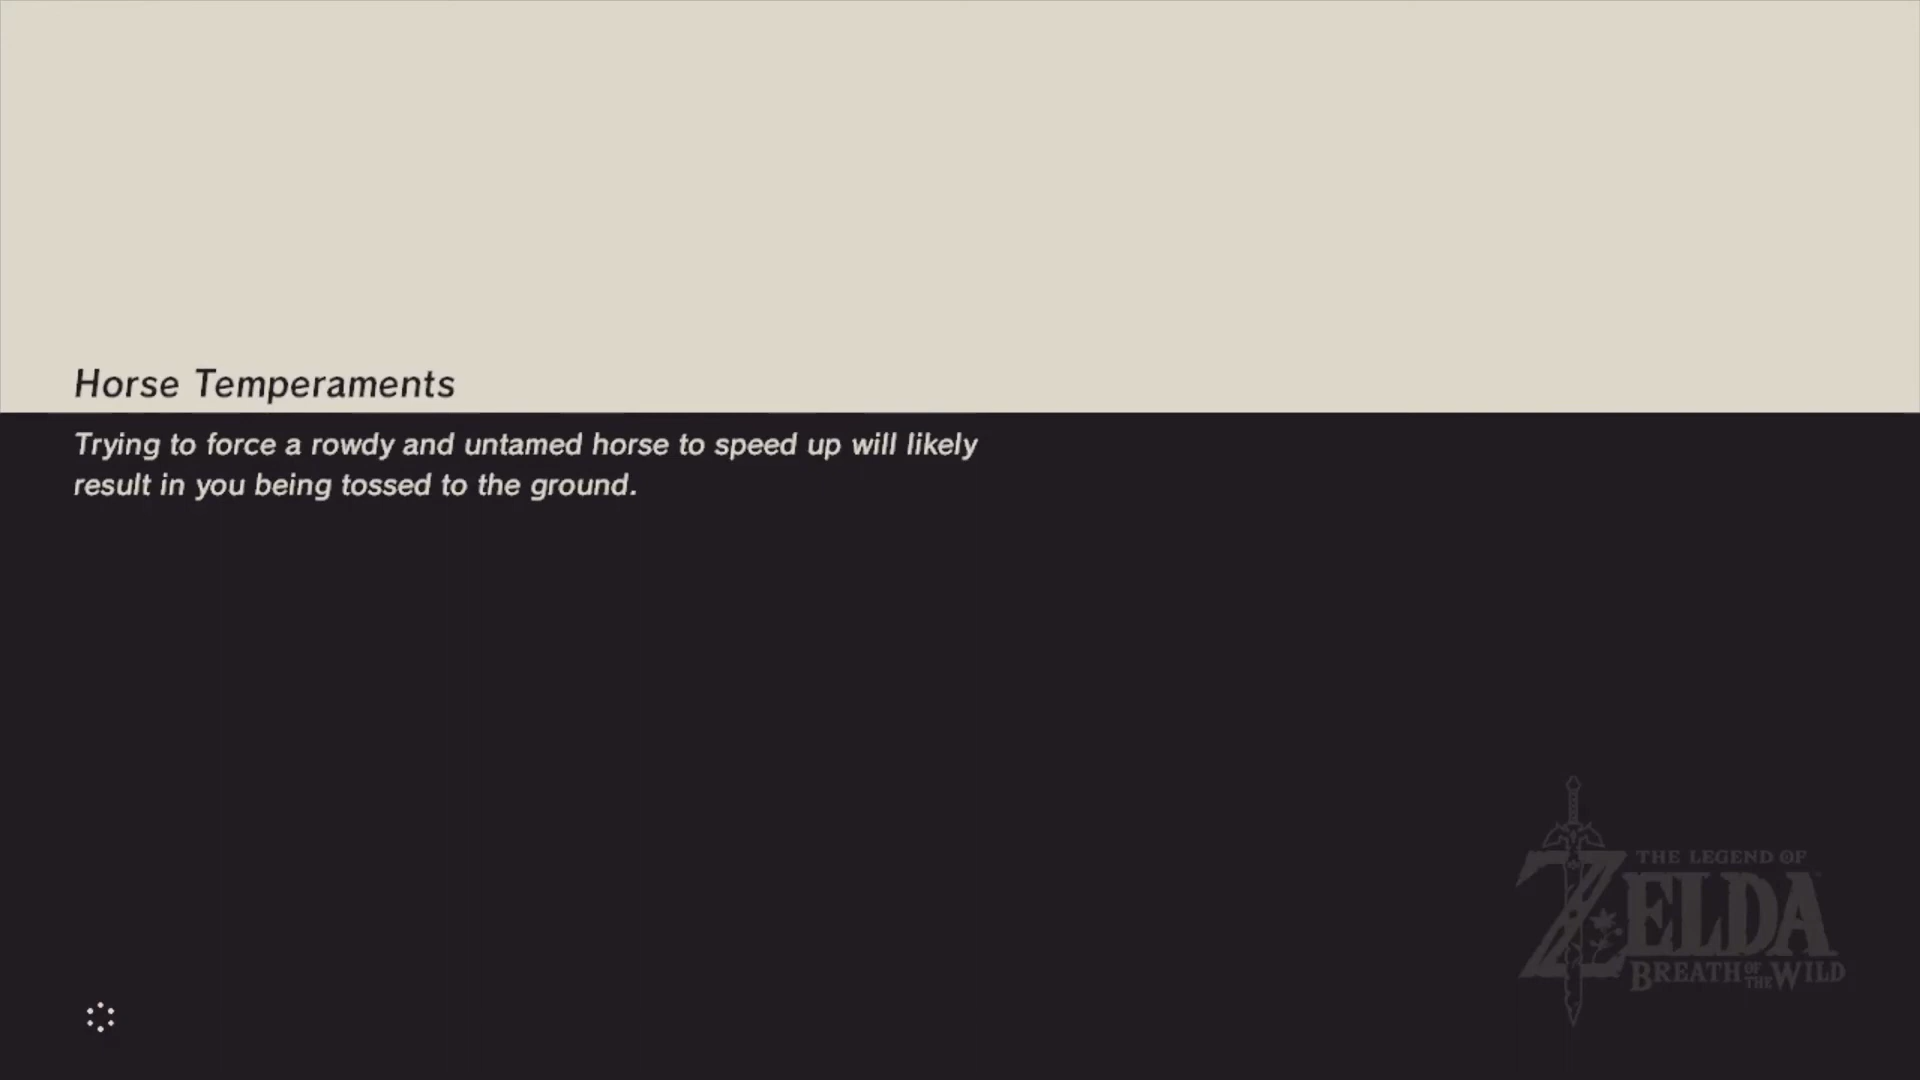 Horse Temperaments
Trying to force a rowdy and untamed horse to speed up will likely
result in you being tossed to the ground.
THE LEGEND OF
ZELDA
BREATH OF THE WILD